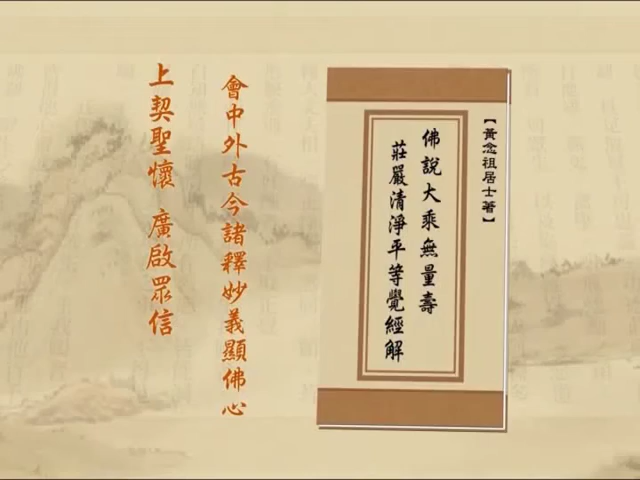 【黃念祖居士著】
佛說大乘無量壽
莊嚴清淨平等覺經解
會中外古今諸釋妙義顯佛心
上契聖懷 廣啟眾信